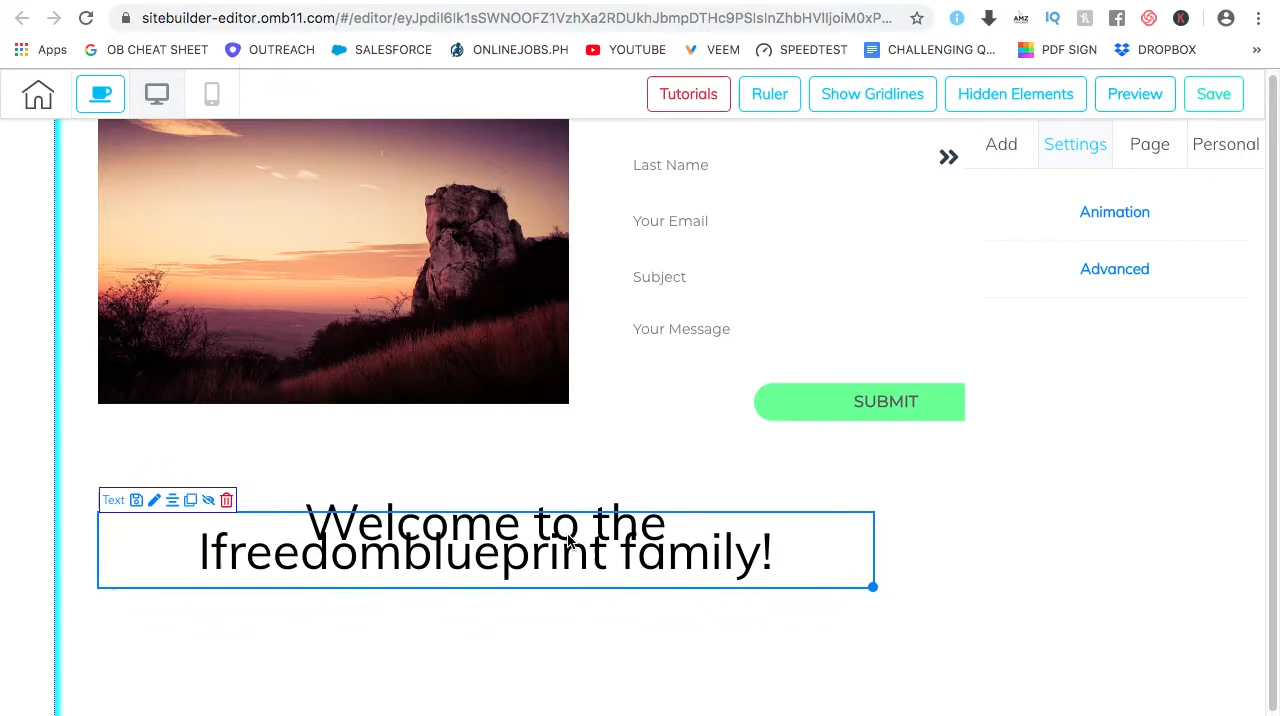 sitebuilder-editor.omb11.com/#/editor/eyJpdiI6Ik1sSWNOOFZ1VzhXa2RDUkhJbmpDTHc9PSIsInZhbHVlIjoiM0xP...
Apps
OB CHEAT SHEET
OUTREACH
SALESFORCE
ONLINEJOBS.PH
YOUTUBE
VEEM
SPEEDTEST
CHALLENGING Q...
PDF SIGN
DROPBOX
Tutorials
Ruler
Show Gridlines
Hidden Elements
Preview
Save
Add
Settings
Page
Personal
Animation
Advanced
Last Name
Your Email
Subject
Your Message
SUBMIT
Text
Welcome to the
lfreedomblueprint family!